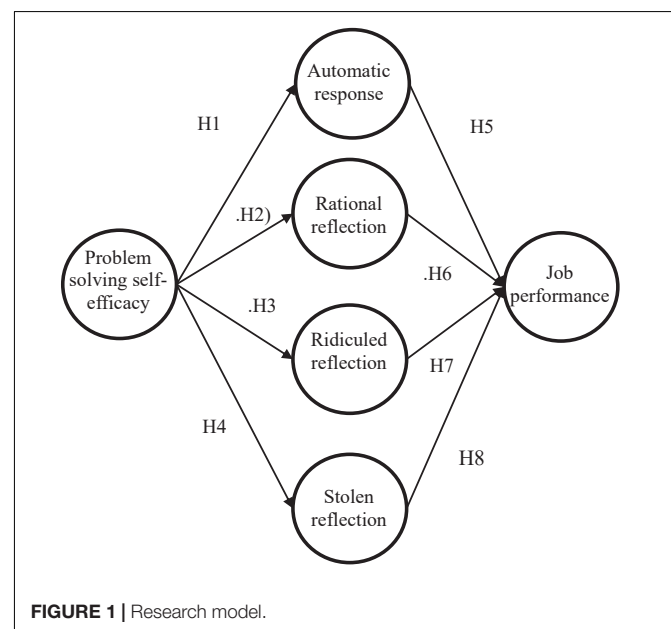 Automatic
response
H1
H5
.H2)
Rational
reflection
Problem
solving self-
efficacy
.H6
Job
performance
.H3
Ridiculed
reflection
H7
H4
H8
Stolen
reflection
FIGURE 1 | Research model.